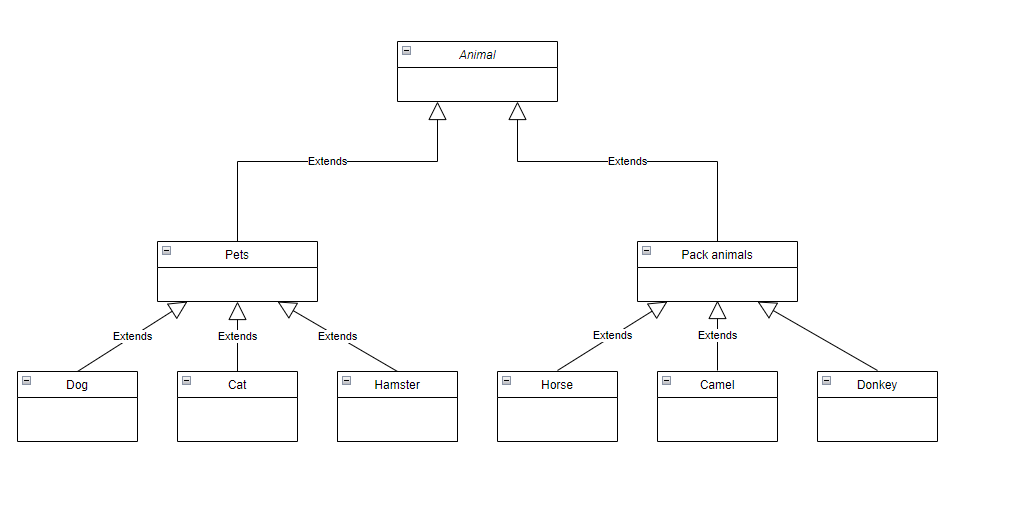 Animal
Extends
Extends
Pets
Pack animals
Extends
Extends
Extends
Extends
Extends
Dog
Cat
Hamster
Horse
Camel
Donkey